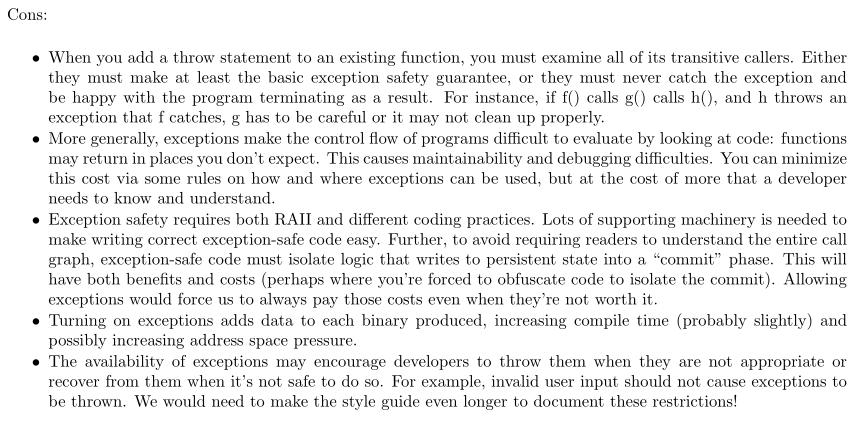 Cons:
• When you add a throw statement to an existing function, you must examine all of its transitive callers. Either
they must make at least the basic exception safety guarantee, or they must never catch the exception and
be happy with the program terminating as a result. For instance, if f() calls g() calls h(), and h throws an
exception that f catches, g has to be careful or it may not clean up properly.
• More generally, exceptions make the control flow of programs difficult to evaluate by looking at code: functions
may return in places you don't expect. This causes maintainability and debugging difficulties. You can minimize
this cost via some rules on how and where exceptions can be used, but at the cost of more that a developer
needs to know and understand.
• Exception safety requires both RAII and different coding practices. Lots of supporting machinery is needed to
make writing correct exception-safe code easy. Further, to avoid requiring readers to understand the entire call
graph, exception-safe code must isolate logic that writes to persistent state into a “commit” phase. This will
have both benefits and costs (perhaps where you're forced to obfuscate code to isolate the commit). Allowing
exceptions would force us to always pay those costs even when they're not worth it.
• Turning on exceptions adds data to each binary produced, increasing compile time (probably slightly) and
possibly increasing address space pressure.
• The availability of exceptions may encourage developers to throw them when they are not appropriate or
recover from them when it's not safe to do so. For example, invalid user input should not cause exceptions to
be thrown. We would need to make the style guide even longer to document these restrictions!